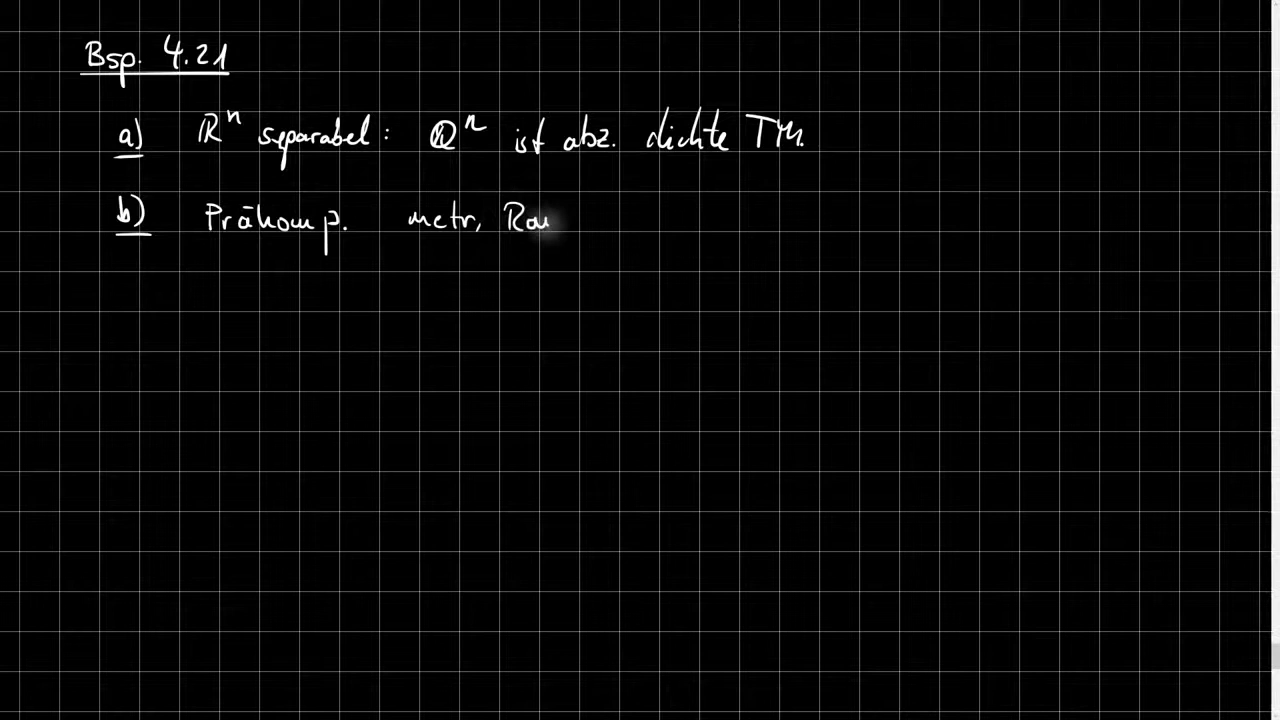 Bsp. 4.21
a) ℝⁿ separabel: ℚⁿ ist abz. dichte TM.
b) Präkomp. metr. Rau